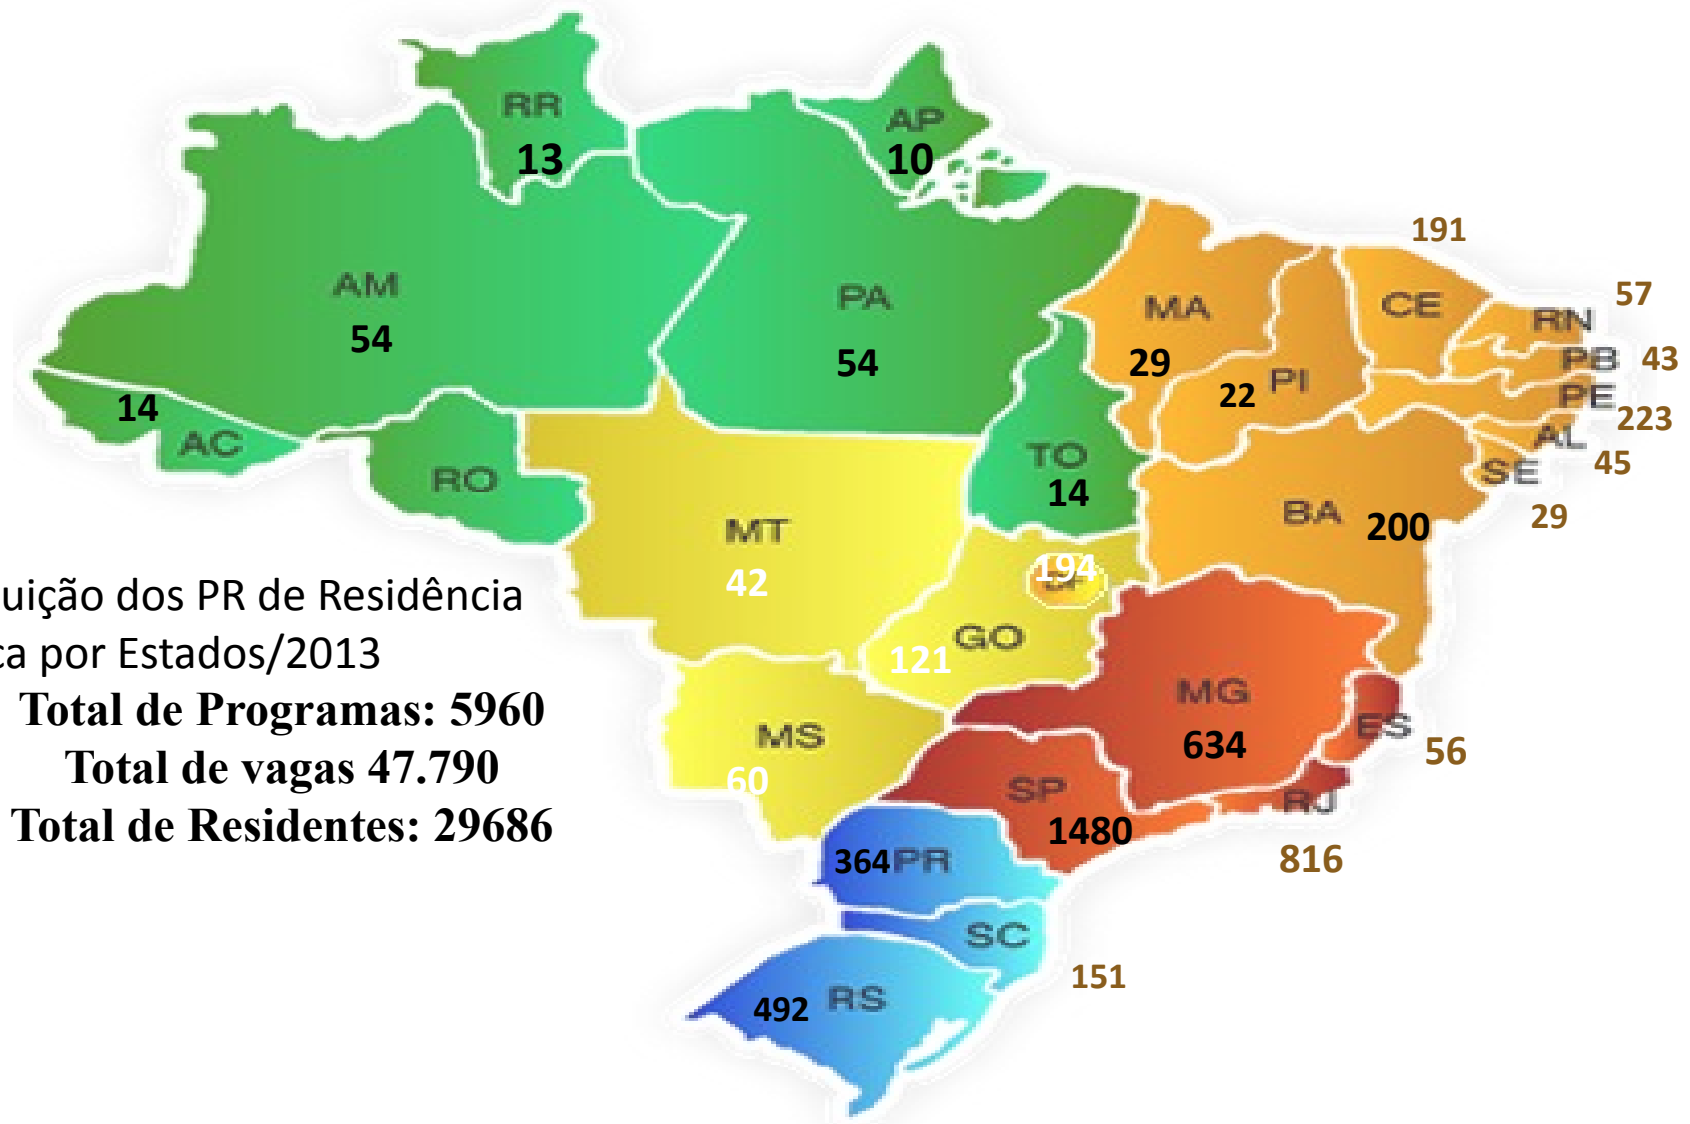 RR
13
AP
10
191
AM
54
PA
54
MA
29
CE
57
RN
PB 43
22 PI
PE
223
14
AC
AL
45
RO
TO
14
SE
29
BA 200
MT
42
194
DF
uição dos PR de Residência
ca por Estados/2013
Total de Programas: 5960
Total de vagas 47.790
Total de Residentes: 29686
GO
121
MG
634
ES
56
MS
60
SP
1480
RJ
816
364 PR
SC
151
492 RS